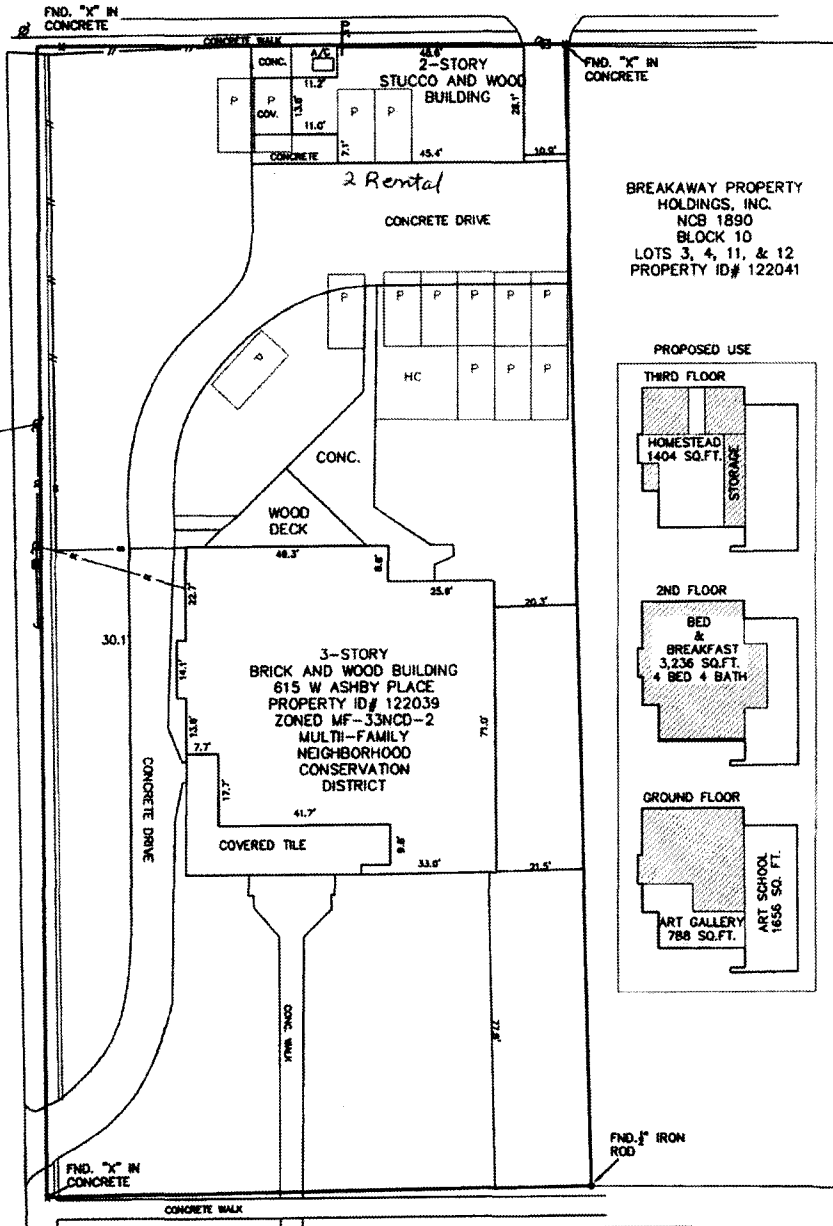 FND. "X" IN
CONCRETE
CONCRETE WALK
CONC.
A/C
48.6'
2-STORY
STUCCO AND WOOD
BUILDING
FND. "X" IN
CONCRETE
11.2'
P
P
COV.
13.8'
11.0'
P
P
28.1'
CONCRETE
7.1'
45.4'
10.9'
2 Rental
CONCRETE DRIVE
BREAKAWAY PROPERTY
HOLDINGS, INC.
NCB 1890
BLOCK 10
LOTS 3, 4, 11, & 12
PROPERTY ID# 122041
P
P
P
P
P
P
P
HC
P
P
P
CONC.
WOOD
DECK
48.3'
25.9'
22.7'
20.3'
30.1'
14.1'
13.8'
7.7'
17.7'
3-STORY
BRICK AND WOOD BUILDING
615 W ASHBY PLACE
PROPERTY ID# 122039
ZONED MF-33NCD-2
MULTII-FAMILY
NEIGHBORHOOD
CONSERVATION
DISTRICT
71.0'
41.7'
COVERED TILE
9.8'
33.0'
21.5'
CONCRETE DRIVE
CONC. WALK
77.8'
PROPOSED USE
THIRD FLOOR
HOMESTEAD
1404 SQ.FT.
STORAGE
2ND FLOOR
BED
&
BREAKFAST
3,236 SQ.FT.
4 BED 4 BATH
GROUND FLOOR
ART GALLERY
788 SQ.FT.
ART SCHOOL
1656 SQ. FT.
FND. "X" IN
CONCRETE
FND.½" IRON
ROD
CONCRETE WALK